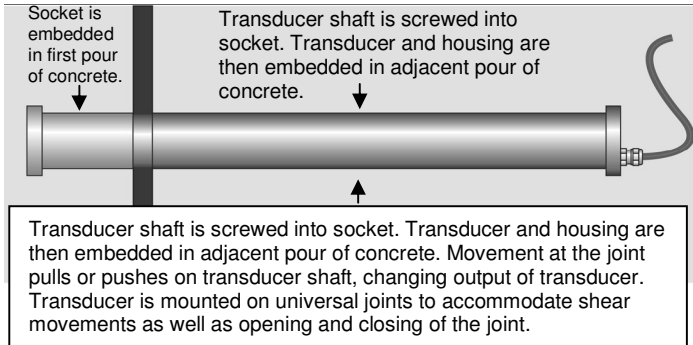 Socket is
embedded
in first pour
of concrete.
Transducer shaft is screwed into
socket. Transducer and housing are
then embedded in adjacent pour of
concrete.
Transducer shaft is screwed into socket. Transducer and housing are
then embedded in adjacent pour of concrete. Movement at the joint
pulls or pushes on transducer shaft, changing output of transducer.
Transducer is mounted on universal joints to accommodate shear
movements as well as opening and closing of the joint.